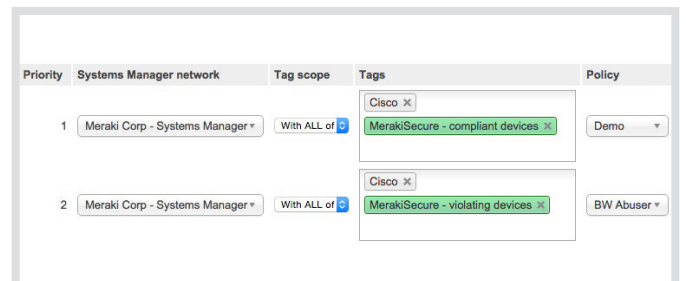 Priority Systems Manager network Tag scope Tags Policy
Cisco ×
1 Meraki Corp - Systems Manager With ALL of MerakiSecure - compliant devices × Demo
Cisco ×
2 Meraki Corp - Systems Manager With ALL of MerakiSecure - violating devices × BW Abuser